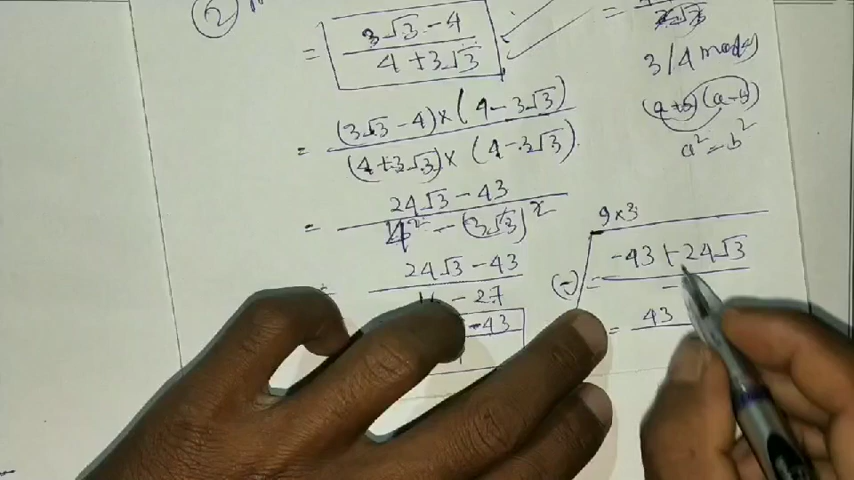 ②
= 3√3 - 4 / 4 + 3√3
3/4 marks
(a+b)(a-b)
a² = b²
= (3√3 - 4) × (4 - 3√3) / (4 + 3√3) × (4 - 3√3)
= 24√3 - 43 / 4² - (3√3)²
9 × 3
24√3 - 43 / - 27
(-) = -43 + 24√3 / -
- 43
= 43